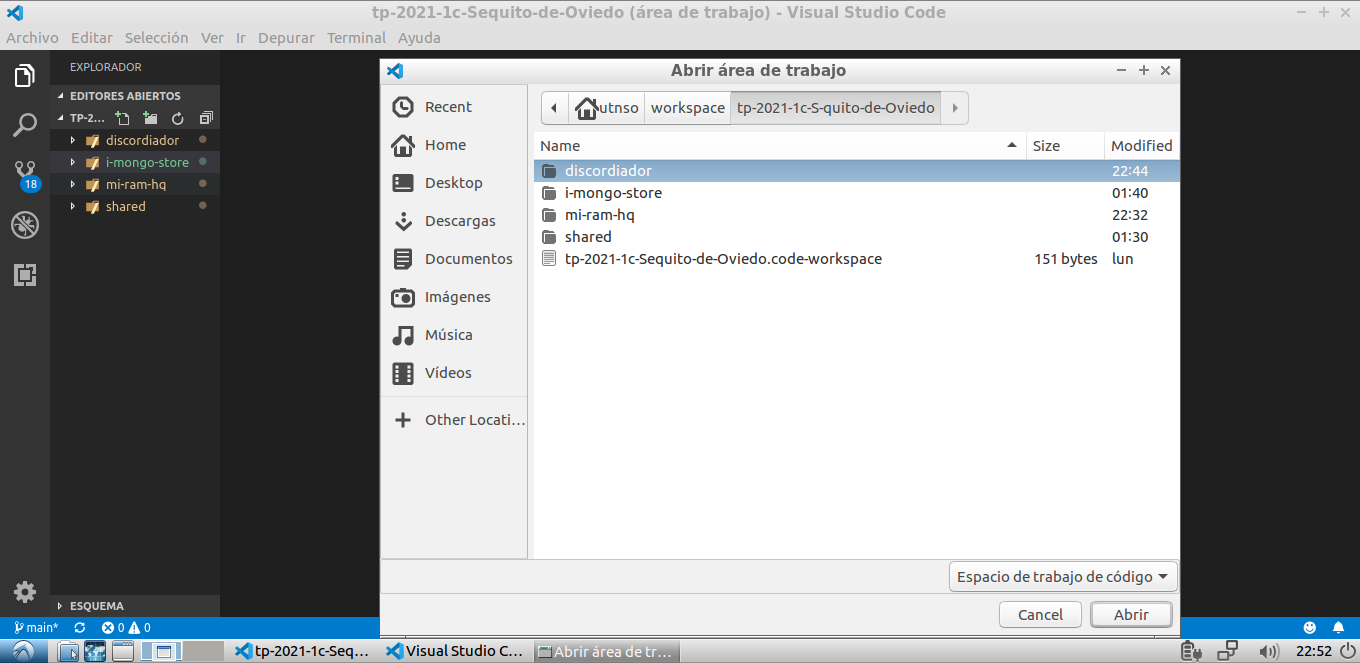 tp-2021-1c-Sequito-de-Oviedo (área de trabajo) - Visual Studio Code
Archivo Editar Selección Ver Ir Depurar Terminal Ayuda
EXPLORADOR
EDITORES ABIERTOS
TP-2...
discordiador
i-mongo-store
mi-ram-hq
shared
18
ESQUEMA
Abrir área de trabajo
Recent
Home
Desktop
Descargas
Documentos
Imágenes
Música
Vídeos
Other Locati...
utnso workspace tp-2021-1c-S-quito-de-Oviedo
Name Size Modified
discordiador 22:44
i-mongo-store 01:40
mi-ram-hq 22:32
shared 01:30
tp-2021-1c-Sequito-de-Oviedo.code-workspace 151 bytes lun
Espacio de trabajo de código
Cancel Abrir
main* 0 0
tp-2021-1c-Seq... Visual Studio C... Abrir área de tr... 22:52